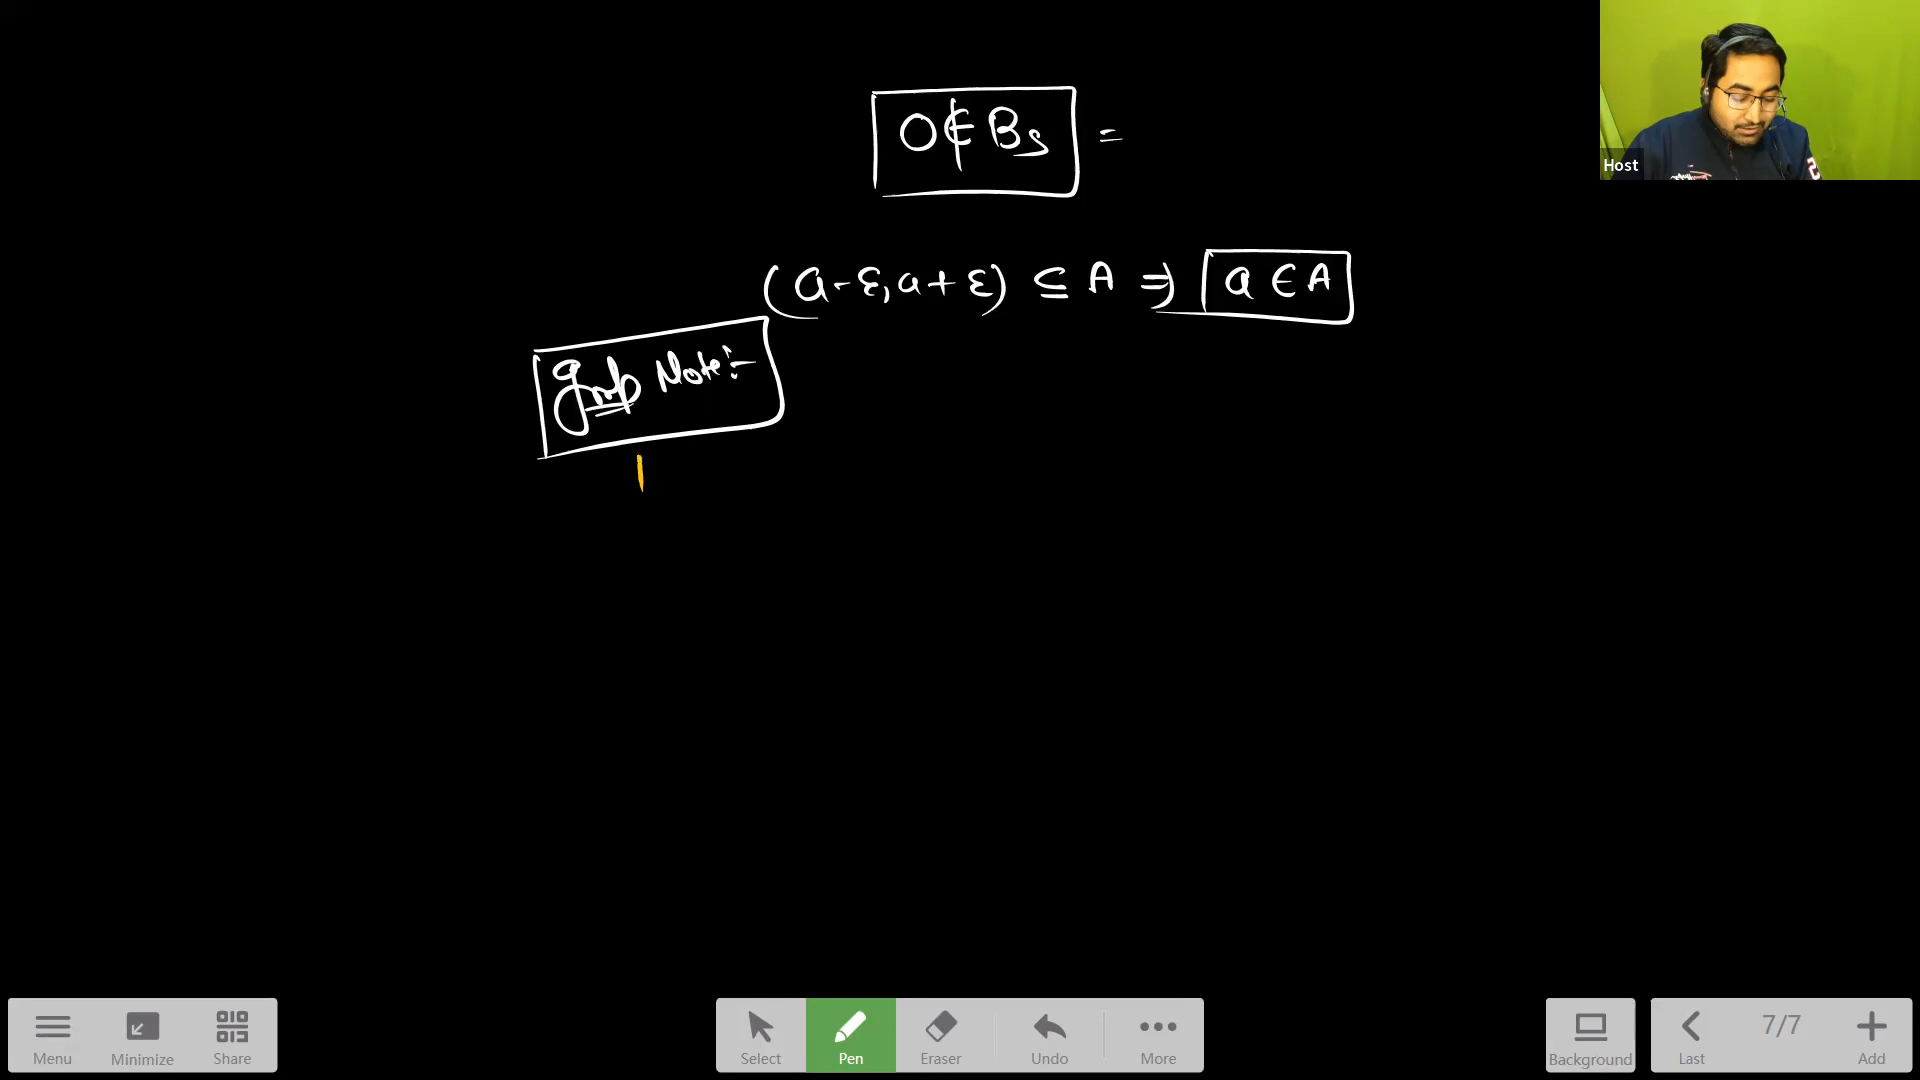 O∉Bs =
(a-ε, a+ε) ⊆ A ⇒ a ∈ A
Imp Note:-
Host
Menu
Minimize
Share
Select
Pen
Eraser
Undo
More
Background
Last
7/7
Add